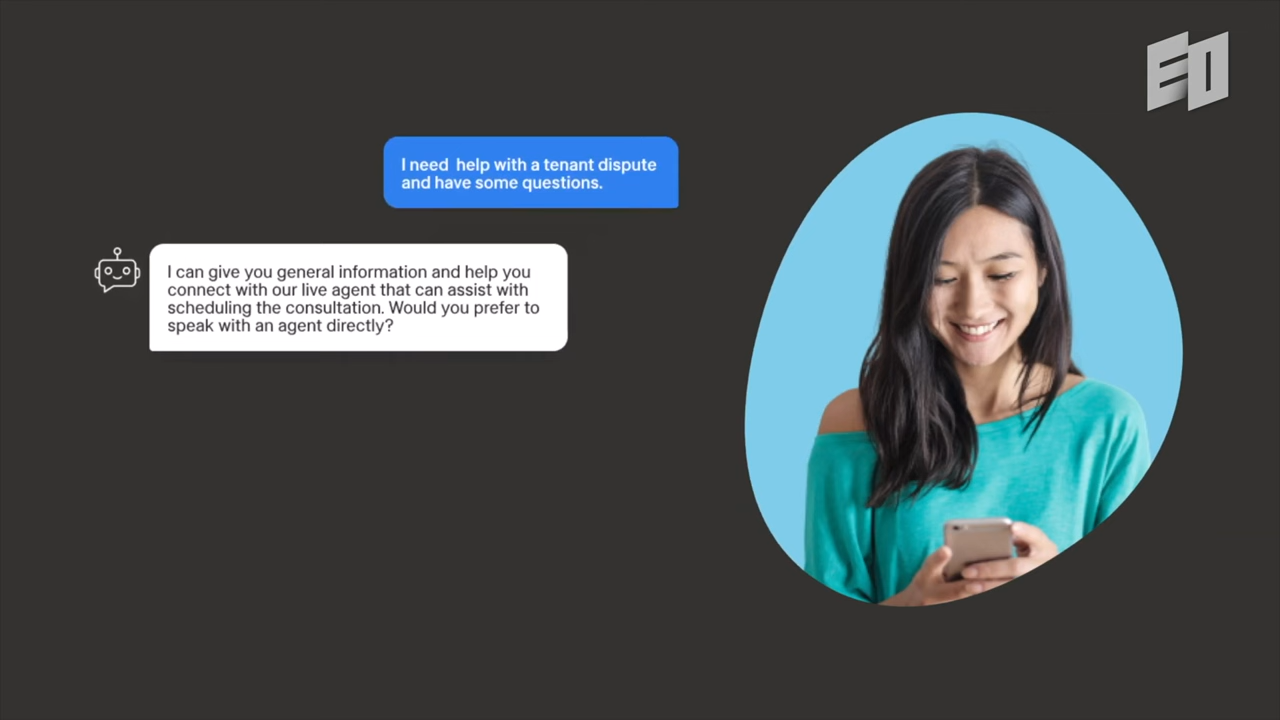 EO
I need  help with a tenant dispute
and have some questions.
I can give you general information and help you
connect with our live agent that can assist with
scheduling the consultation. Would you prefer to
speak with an agent directly?